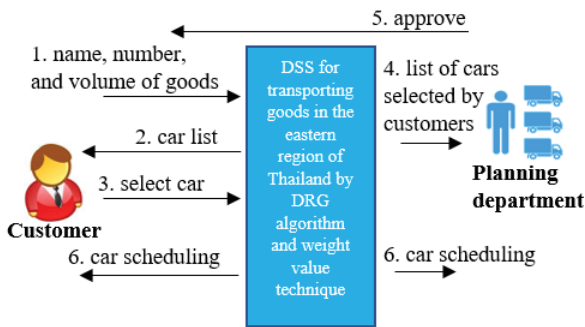 5. approve
1. name, number,
and volume of goods
2. car list
3. select car
Customer
6. car scheduling
DSS for
transporting
goods in the
eastern
region of
Thailand by
DRG
algorithm
and weight
value
technique
4. list of cars
selected by
customers
Planning
department
6. car scheduling